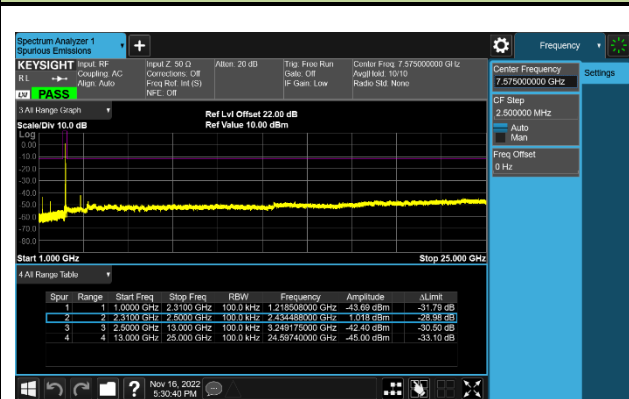 Spectrum Analyzer 1
Spurious Emissions
+
Frequency
KEYSIGHT Input: RF Input Z: 50 Ω Atten: 20 dB Trig: Free Run Center Freq: 7.575000000 GHz
RL Coupling: AC Corrections: Off Gate: Off Avg|Hold: 10/10
Align: Auto Freq Ref: Int (S) IF Gain: Low Radio Std: None
LXI PASS NFE: Off
Center Frequency
7.575000000 GHz
Settings
CF Step
2.500000 MHz
Auto
Man
Freq Offset
0 Hz
3 All Range Graph
Ref Lvl Offset 22.00 dB
Scale/Div 10.0 dB Ref Value 10.00 dBm
Log
0.00
-10.0
-20.0
-30.0
-40.0
-50.0
-60.0
-70.0
-80.0
Start 1.000 GHz Stop 25.000 GHz
4 All Range Table
Spur Range Start Freq Stop Freq RBW Frequency Amplitude ΔLimit
1 1 1.0000 GHz 2.3100 GHz 100.0 kHz 1.218508000 GHz -43.69 dBm -31.79 dB
2 2 2.3100 GHz 2.5000 GHz 100.0 kHz 2.434488000 GHz 1.018 dBm -28.98 dB
3 3 2.5000 GHz 13.000 GHz 100.0 kHz 3.249175000 GHz -42.40 dBm -30.50 dB
4 4 13.000 GHz 25.000 GHz 100.0 kHz 24.59740000 GHz -45.00 dBm -33.10 dB
? Nov 16, 2022
5:30:40 PM